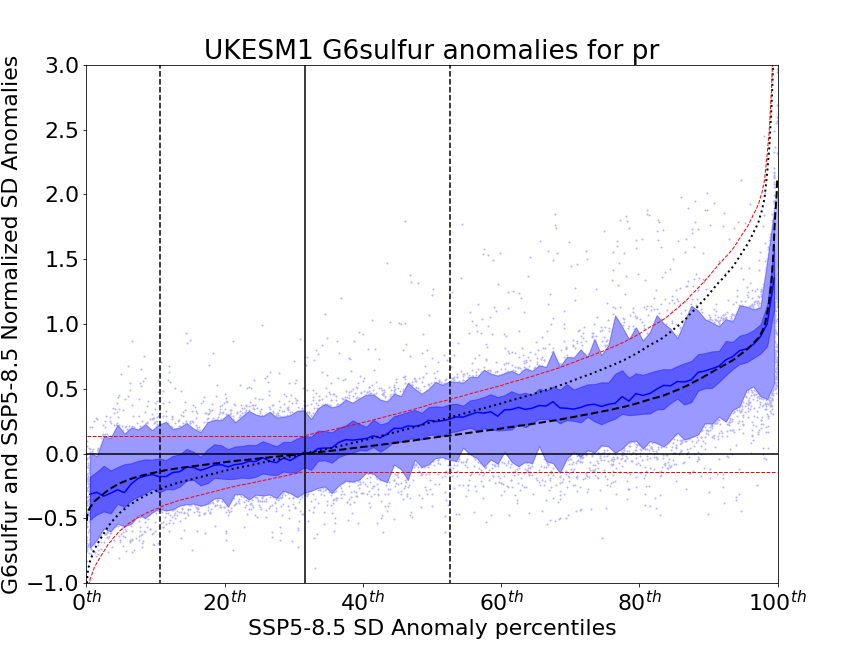 UKESM1 G6sulfur anomalies for pr
G6sulfur and SSP5-8.5 Normalized SD Anomalies
3.0
2.5
2.0
1.5
1.0
0.5
0.0
−0.5
−1.0
0th 20th 40th 60th 80th 100th
SSP5-8.5 SD Anomaly percentiles